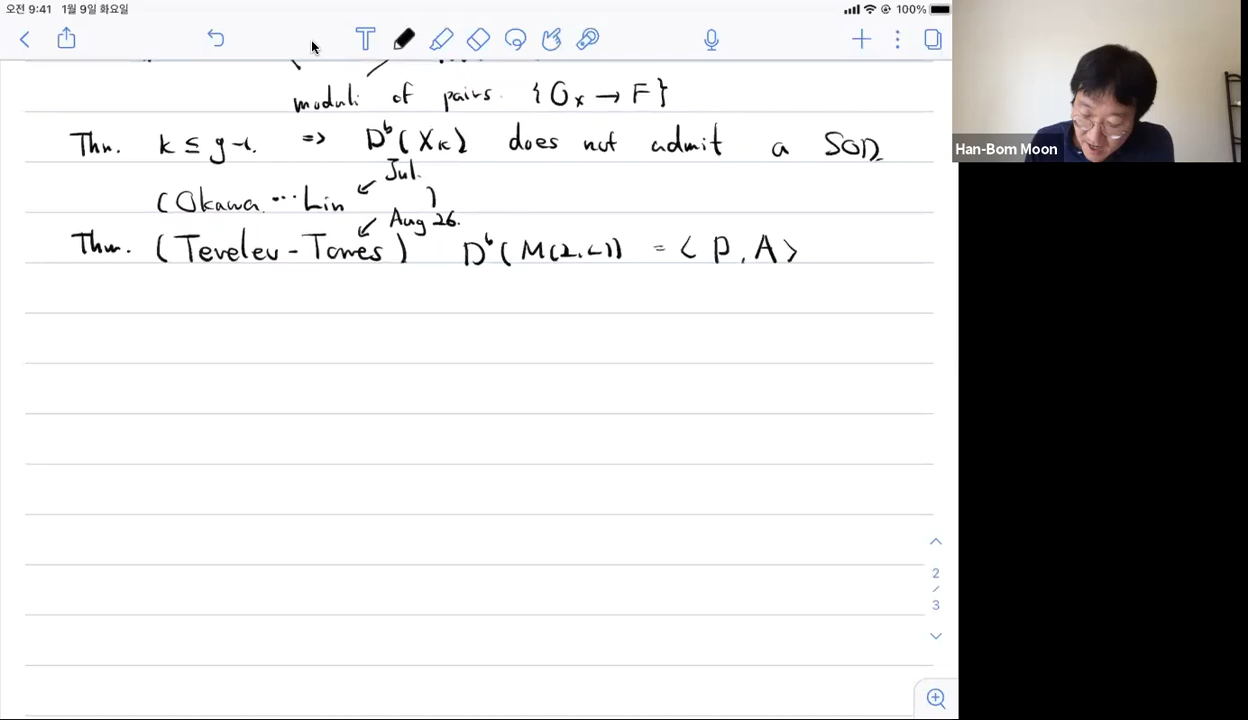 오전 9:41 1월 9일 화요일 100%
moduli of pairs. {Ox → F}
Thm. k ≤ g-1. => D^b(X_k) does not admit a SOD
Jul.
(Okawa ... Lin ↙ )
↙ Aug 26.
Thm. (Tevelev - Torres) D^b(M(2,L)) = < P, A >
Han-Bom Moon
2
/
3